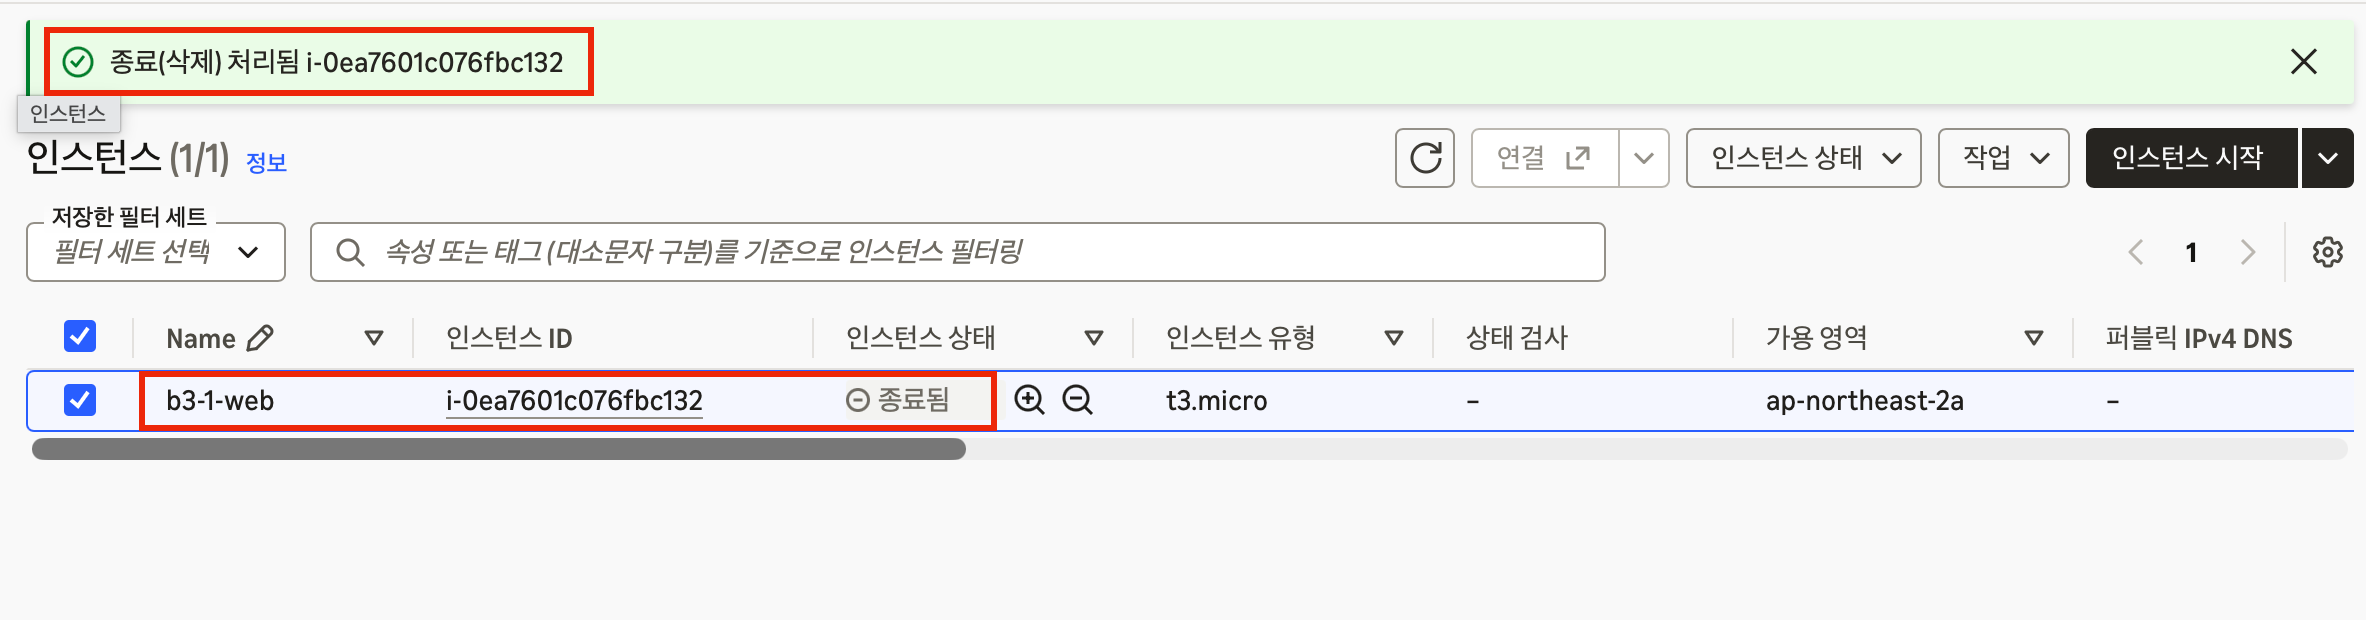 종료(삭제) 처리됨 i-0ea7601c076fbc132
인스턴스
인스턴스 (1/1) 정보
연결
인스턴스 상태
작업
인스턴스 시작
저장한 필터 세트
필터 세트 선택
속성 또는 태그 (대소문자 구분)를 기준으로 인스턴스 필터링
1
Name 인스턴스 ID 인스턴스 상태 인스턴스 유형 상태 검사 가용 영역 퍼블릭 IPv4 DNS
b3-1-web i-0ea7601c076fbc132 종료됨 t3.micro – ap-northeast-2a –